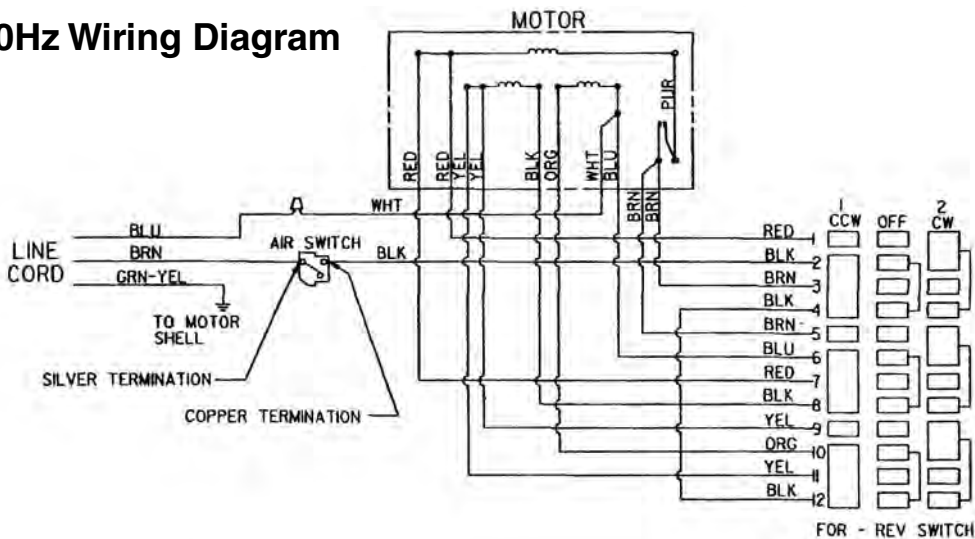 0Hz Wiring Diagram
MOTOR
PUR
RED
RED
YEL
YEL
BLK
ORG
WHT
BLU
BRN
BRN
WHT
LINE
CORD
BLU
BRN
GRN-YEL
AIR SWITCH
BLK
TO MOTOR
SHELL
SILVER TERMINATION
COPPER TERMINATION
1
CCW
OFF
2
CW
RED 1
BLK 2
BRN 3
BLK 4
BRN 5
BLU 6
RED 7
BLK 8
YEL 9
ORG 10
YEL 11
BLK 12
FOR - REV SWITCH